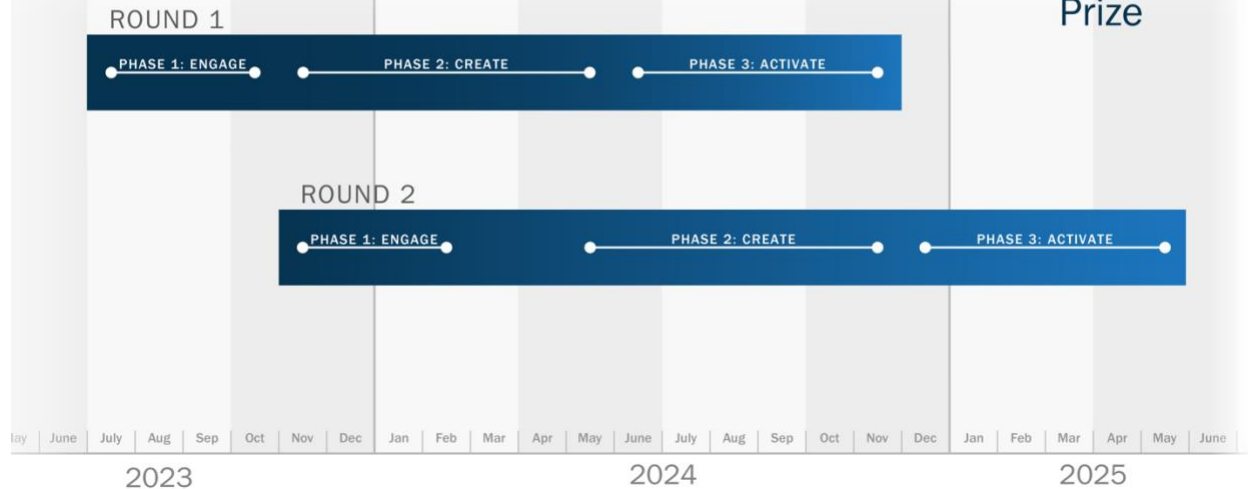 Prize
ROUND 1
PHASE 1: ENGAGE PHASE 2: CREATE PHASE 3: ACTIVATE
ROUND 2
PHASE 1: ENGAGE PHASE 2: CREATE PHASE 3: ACTIVATE
June July Aug Sep Oct Nov Dec Jan Feb Mar Apr May June July Aug Sep Oct Nov Dec Jan Feb Mar Apr May June
2023 2024 2025